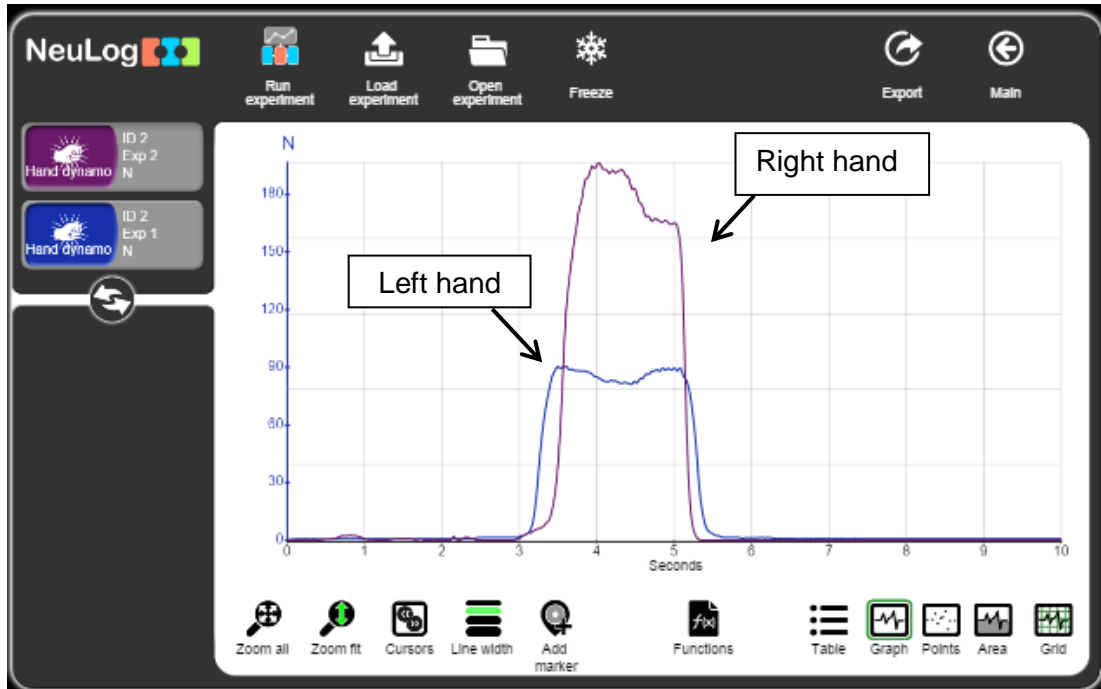 NeuLog
Run
experiment
Load
experiment
Open
experiment
Freeze
Export
Main
Hand dynamo
ID 2
Exp 2
N
Hand dynamo
ID 2
Exp 1
N
N
180
150
120
90
60
30
0
Right hand
Left hand
0 1 2 3 4 5 6 7 8 9 10
Seconds
Zoom all
Zoom fit
Cursors
Line width
Add
marker
f(x)
Functions
Table
Graph
Points
Area
Grid